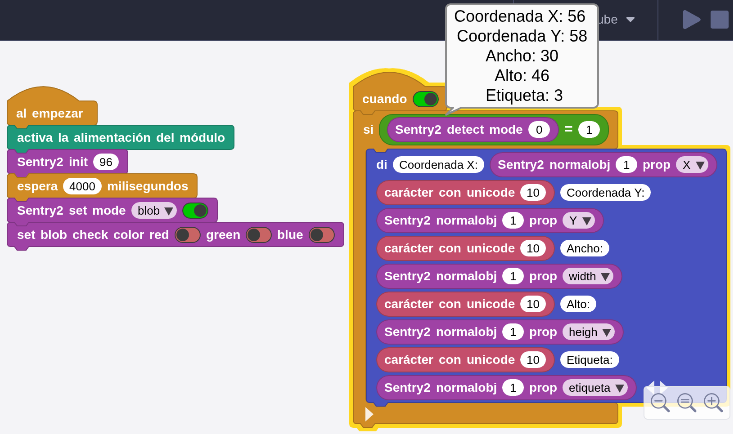 Coordenada X: 56
Coordenada Y: 58
Ancho: 30
Alto: 46
Etiqueta: 3
ube
al empezar
activa la alimentación del módulo
Sentry2 init 96
espera 4000 milisegundos
Sentry2 set mode blob
set blob check color red green blue
cuando
si Sentry2 detect mode 0 = 1
di Coordenada X: Sentry2 normalobj 1 prop X
carácter con unicode 10 Coordenada Y:
Sentry2 normalobj 1 prop Y
carácter con unicode 10 Ancho:
Sentry2 normalobj 1 prop width
carácter con unicode 10 Alto:
Sentry2 normalobj 1 prop heigh
carácter con unicode 10 Etiqueta:
Sentry2 normalobj 1 prop etiqueta